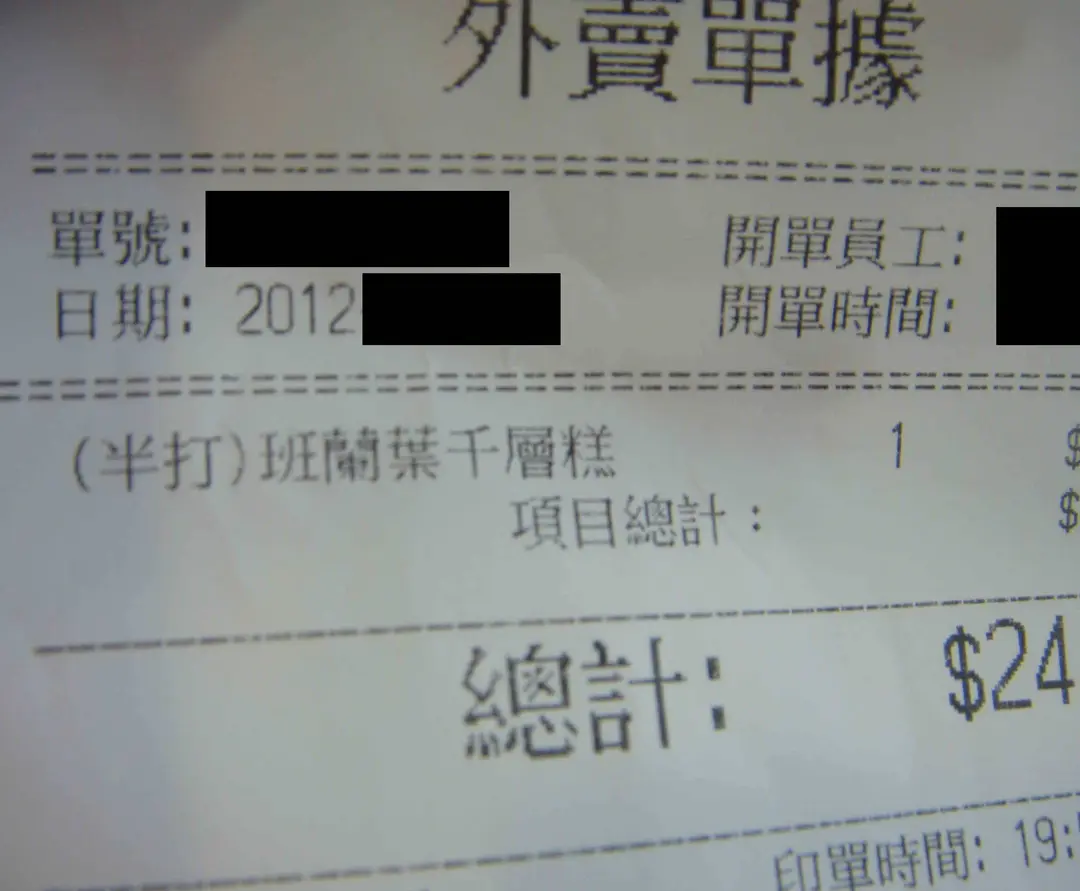 外賣單據
單號: 開單員工:
日期: 2012 開單時間:
(半打)班蘭葉千層糕 1 $
項目總計: $
總計: $24
印單時間: 19: